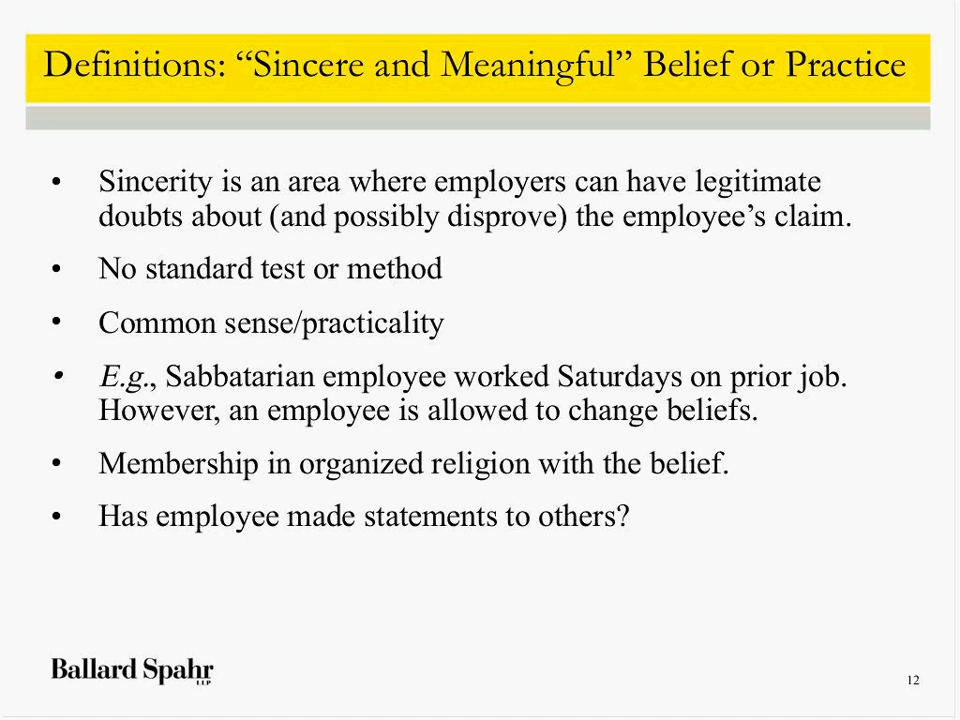 Definitions: “Sincere and Meaningful” Belief or Practice
• Sincerity is an area where employers can have legitimate
doubts about (and possibly disprove) the employee’s claim.
• No standard test or method
• Common sense/practicality
• E.g., Sabbatarian employee worked Saturdays on prior job.
However, an employee is allowed to change beliefs.
• Membership in organized religion with the belief.
• Has employee made statements to others?
Ballard Spahr
LLP
12